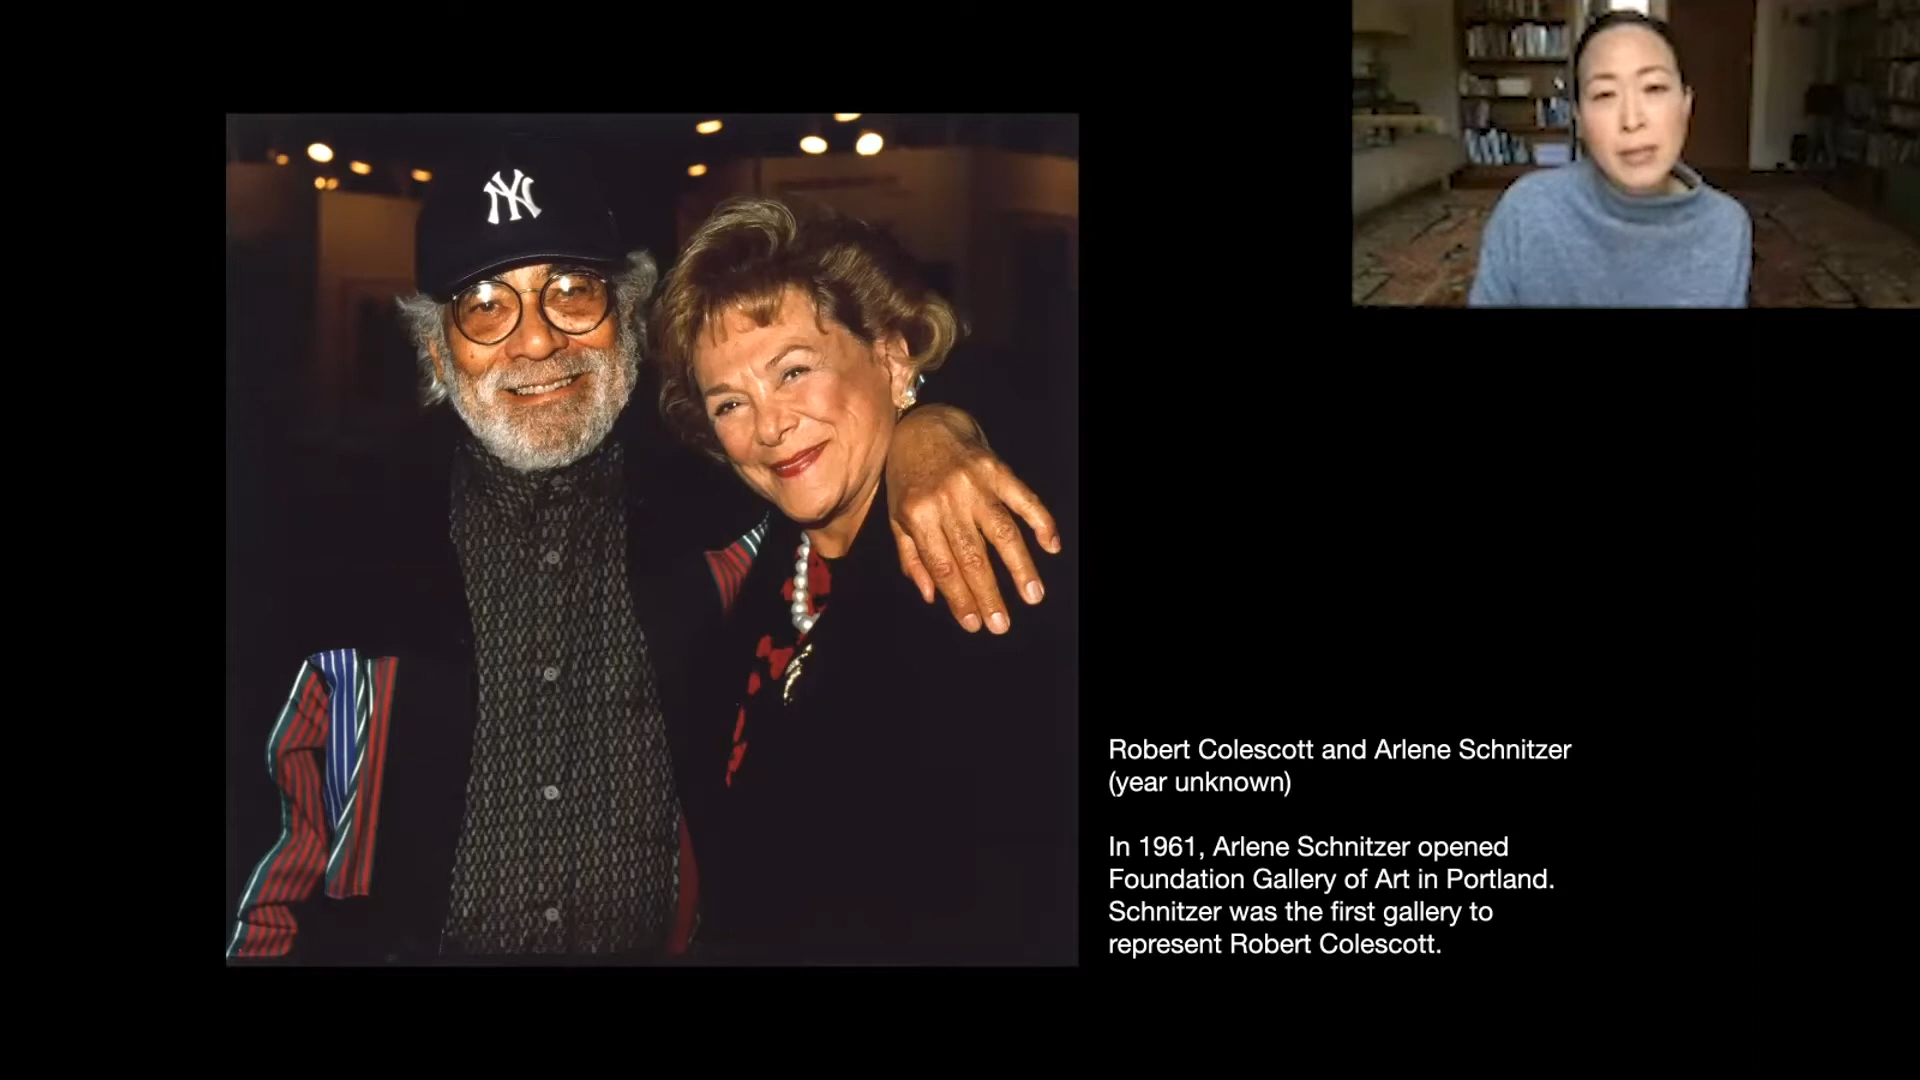 NY
Robert Colescott and Arlene Schnitzer
(year unknown)
In 1961, Arlene Schnitzer opened
Foundation Gallery of Art in Portland.
Schnitzer was the first gallery to
represent Robert Colescott.